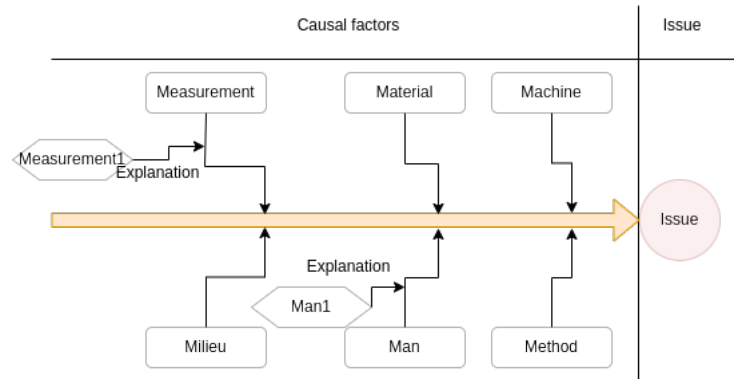 Causal factors
Issue
Measurement
Material
Machine
Measurement1
Explanation
Issue
Explanation
Man1
Milieu
Man
Method